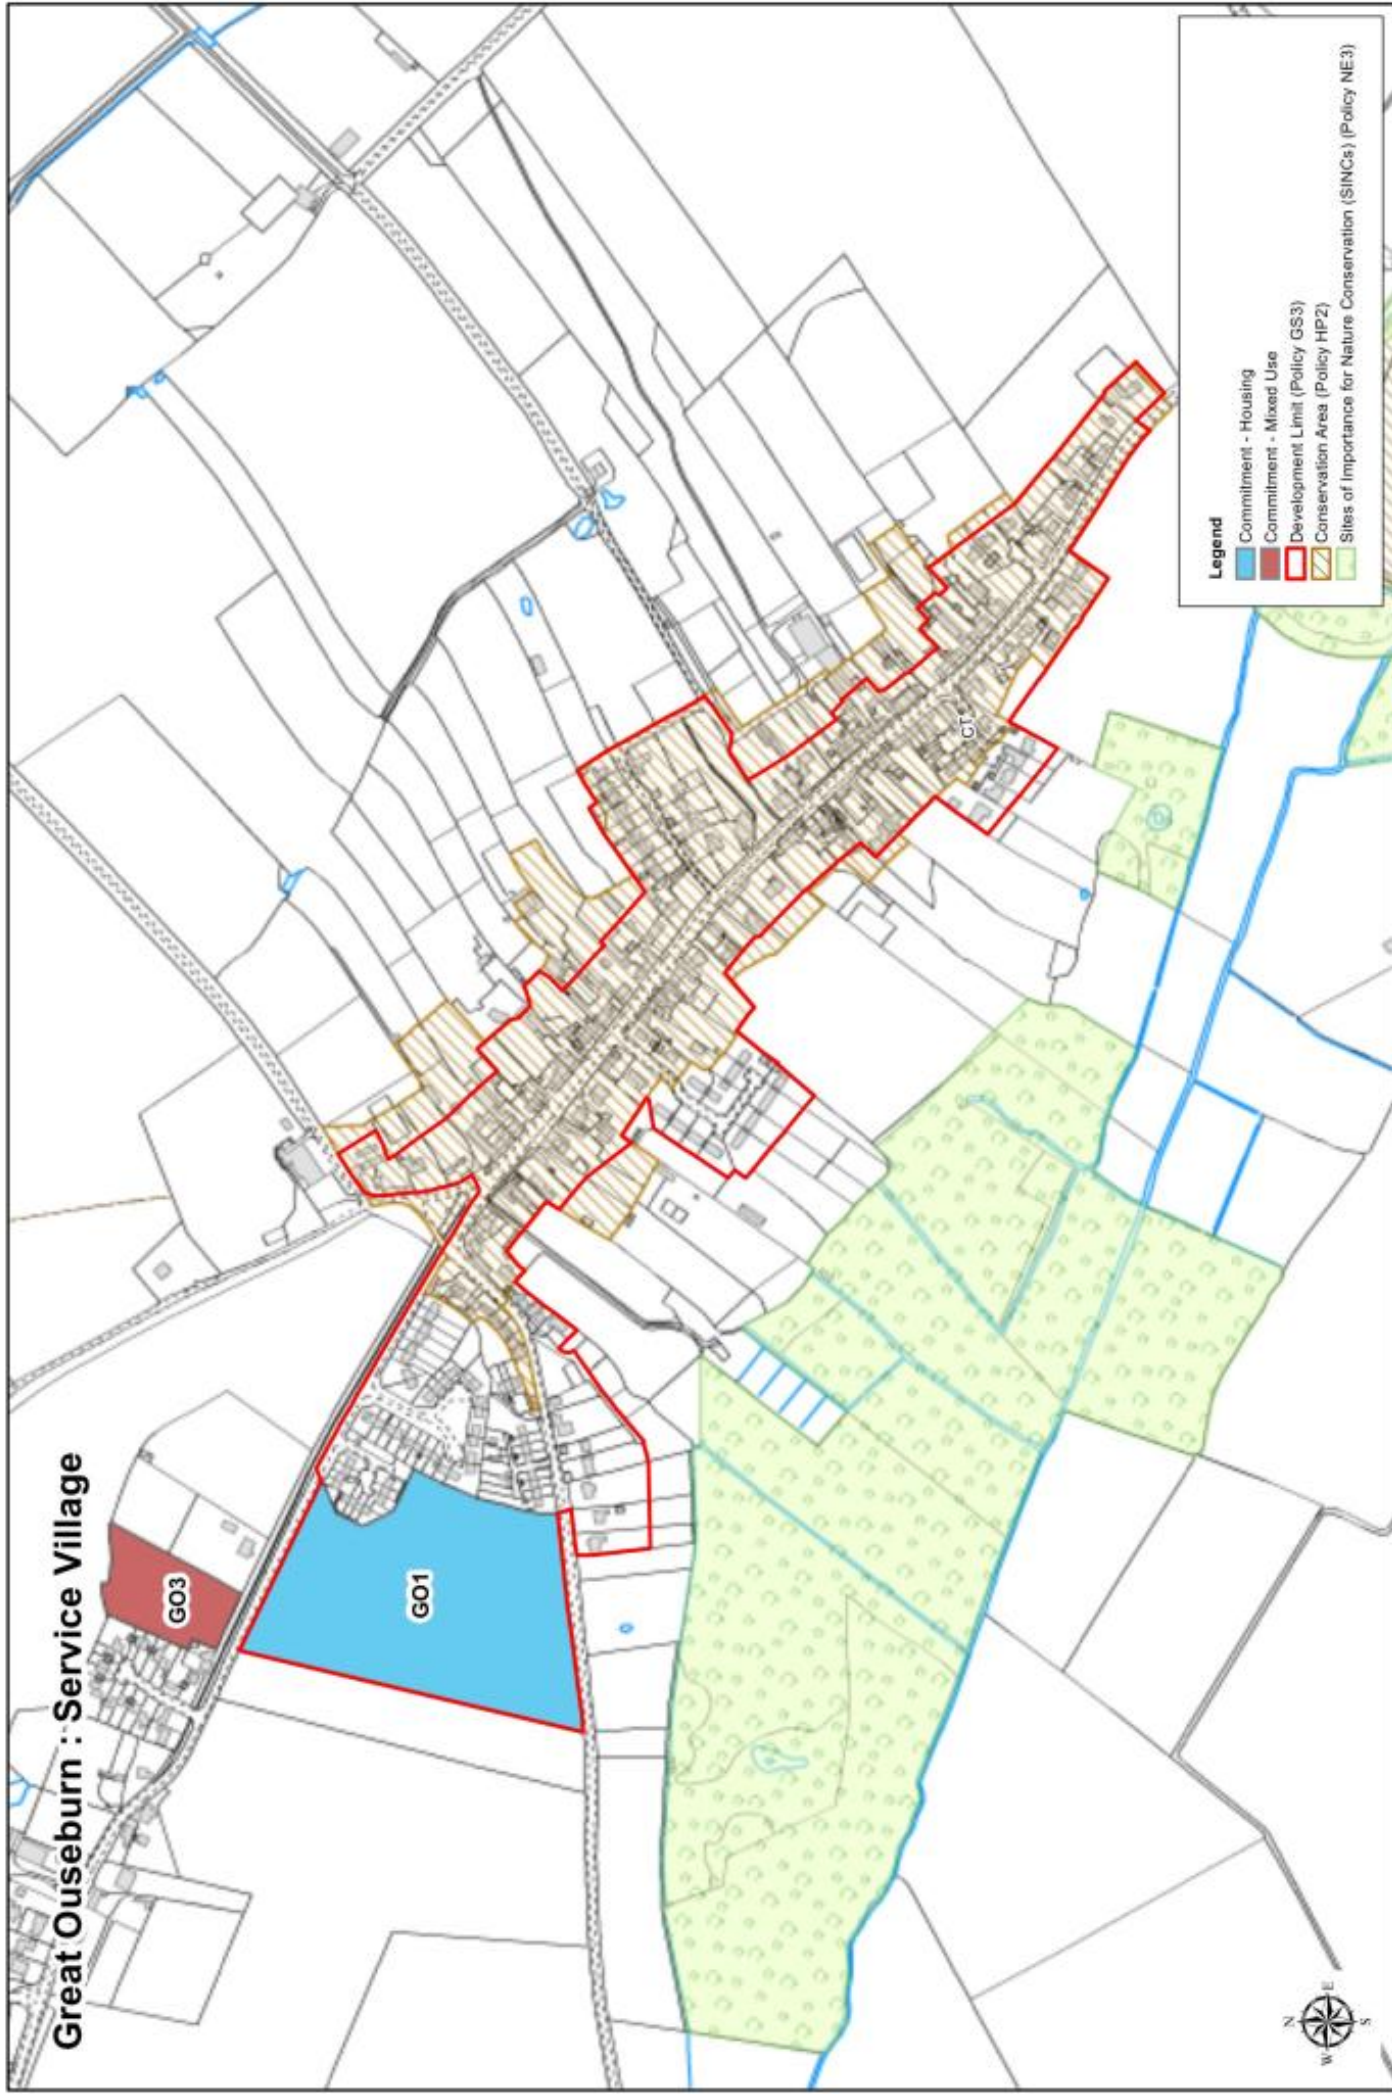 Great Ouseburn : Service Village
GO3
GO1
CT
Legend
Commitment - Housing
Commitment - Mixed Use
Development Limit (Policy GS3)
Conservation Area (Policy HP2)
Sites of Importance for Nature Conservation (SINCs) (Policy NE3)
N
W E
S